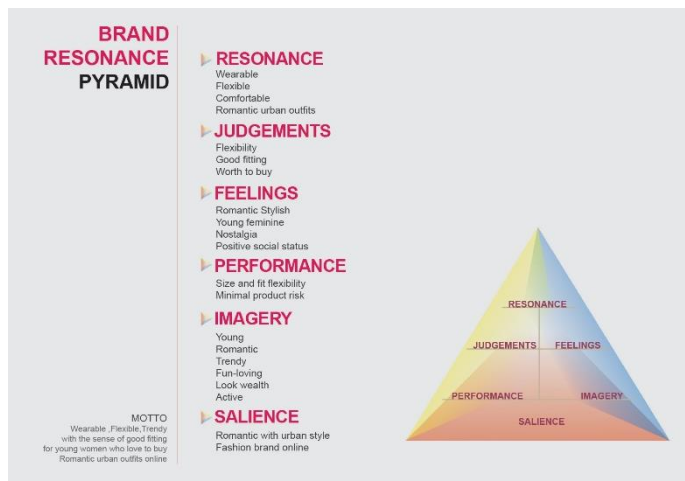 BRAND
RESONANCE
PYRAMID
RESONANCE
Wearable
Flexible
Comfortable
Romantic urban outfits
JUDGEMENTS
Flexibility
Good fitting
Worth to buy
FEELINGS
Romantic Stylish
Young feminine
Nostalgia
Positive social status
PERFORMANCE
Size and fit flexibility
Minimal product risk
IMAGERY
Young
Romantic
Trendy
Fun-loving
Look wealth
Active
SALIENCE
Romantic with urban style
Fashion brand online
MOTTO
Wearable ,Flexible,Trendy
with the sense of good fitting
for young women who love to buy
Romantic urban outfits online
RESONANCE
JUDGEMENTS FEELINGS
PERFORMANCE IMAGERY
SALIENCE